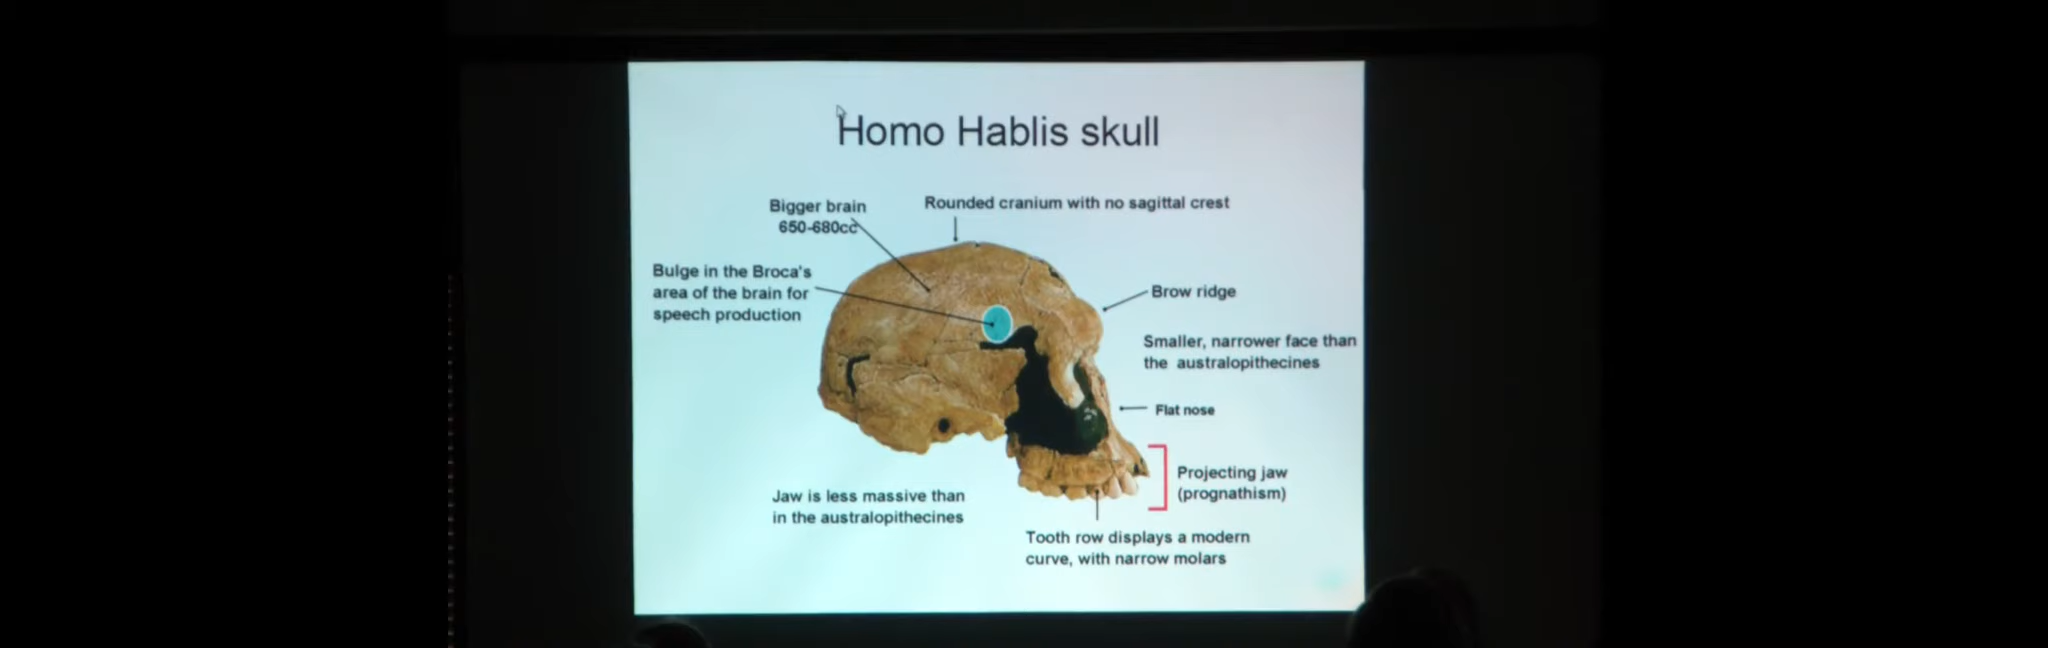 Homo Hablis skull
Bigger brain
650-680cc
Rounded cranium with no sagittal crest
Bulge in the Broca's
area of the brain for
speech production
Brow ridge
Smaller, narrower face than
the australopithecines
Flat nose
Projecting jaw
(prognathism)
Jaw is less massive than
in the australopithecines
Tooth row displays a modern
curve, with narrow molars